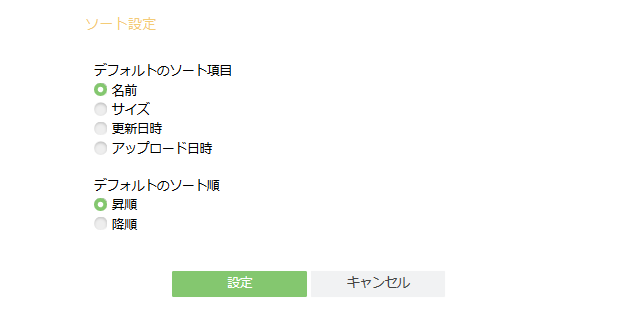 ソート設定
デフォルトのソート項目
名前
サイズ
更新日時
アップロード日時
デフォルトのソート順
昇順
降順
設定 キャンセル